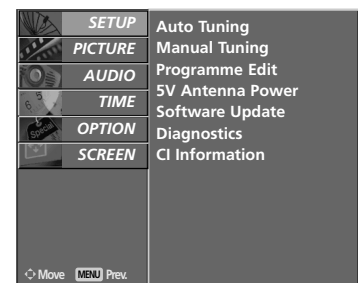 SETUP
PICTURE
AUDIO
TIME
OPTION
SCREEN
Auto Tuning
Manual Tuning
Programme Edit
5V Antenna Power
Software Update
Diagnostics
CI Information
Move MENU Prev.